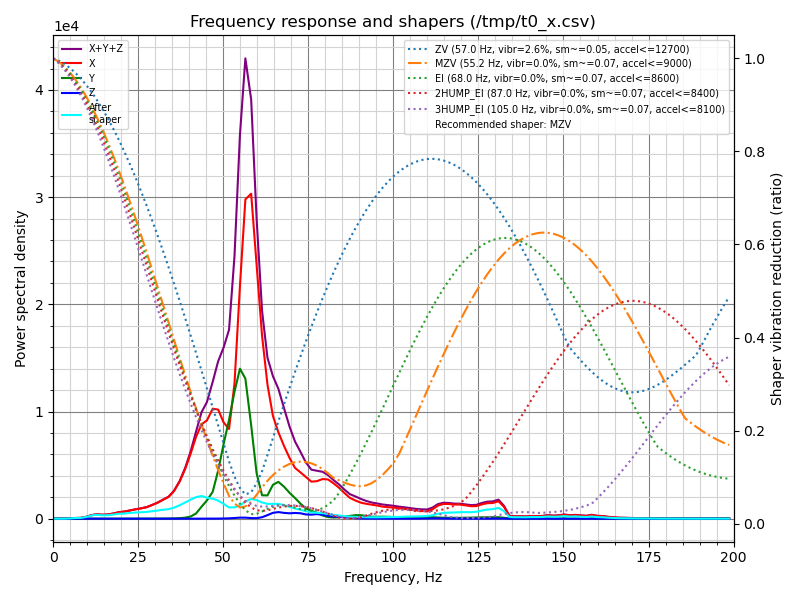 Frequency response and shapers (/tmp/t0_x.csv)
1e4
X+Y+Z
X
Y
Z
After
shaper
ZV (57.0 Hz, vibr=2.6%, sm~=0.05, accel<=12700)
MZV (55.2 Hz, vibr=0.0%, sm~=0.07, accel<=9000)
EI (68.0 Hz, vibr=0.0%, sm~=0.07, accel<=8600)
2HUMP_EI (87.0 Hz, vibr=0.0%, sm~=0.07, accel<=8400)
3HUMP_EI (105.0 Hz, vibr=0.0%, sm~=0.07, accel<=8100)
Recommended shaper: MZV
Power spectral density
4
3
2
1
0
1.0
0.8
0.6
0.4
0.2
0.0
Shaper vibration reduction (ratio)
0 25 50 75 100 125 150 175 200
Frequency, Hz